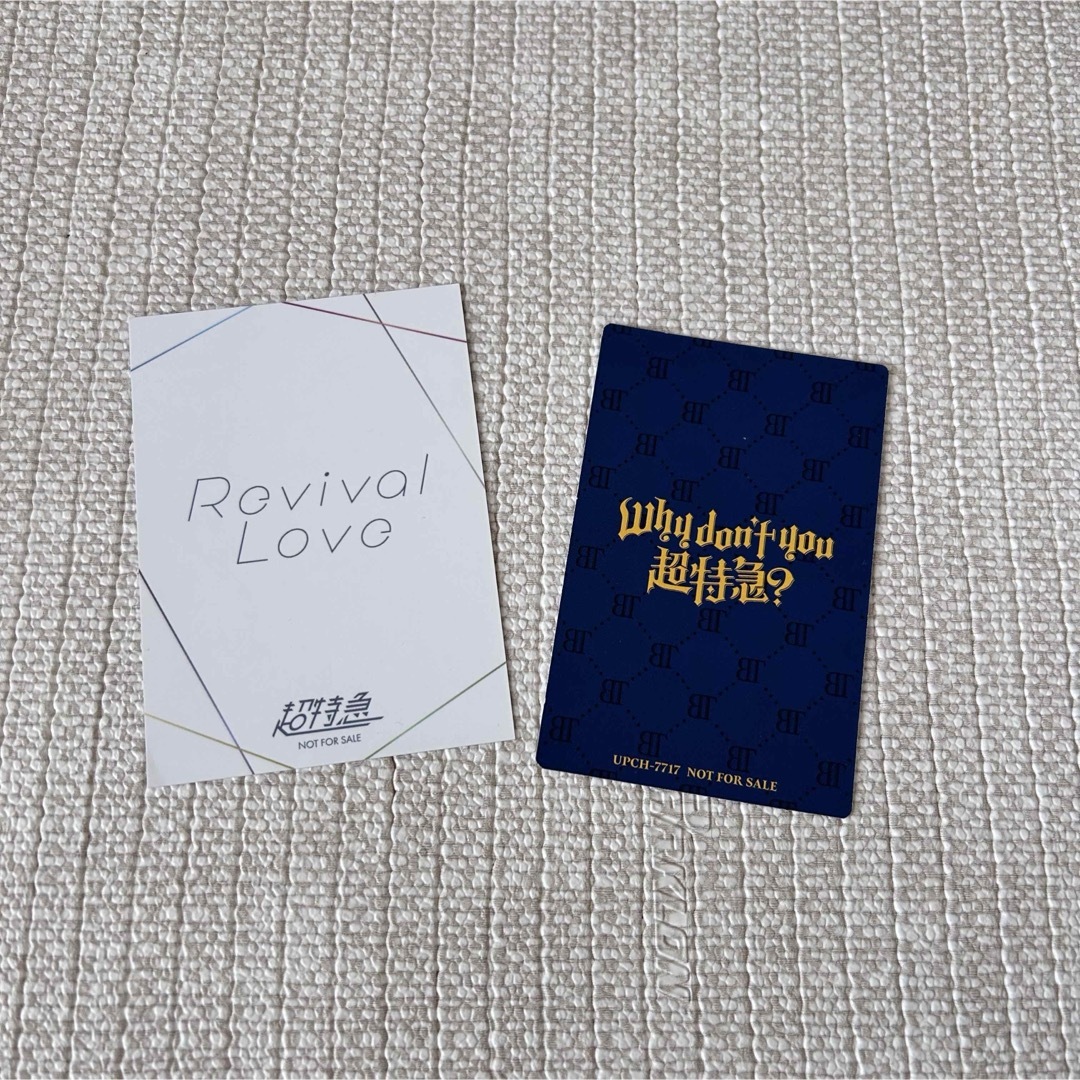 Revival
Love
超特急
NOT FOR SALE
Why don't you
超特急?
UPCH-7717 NOT FOR SALE